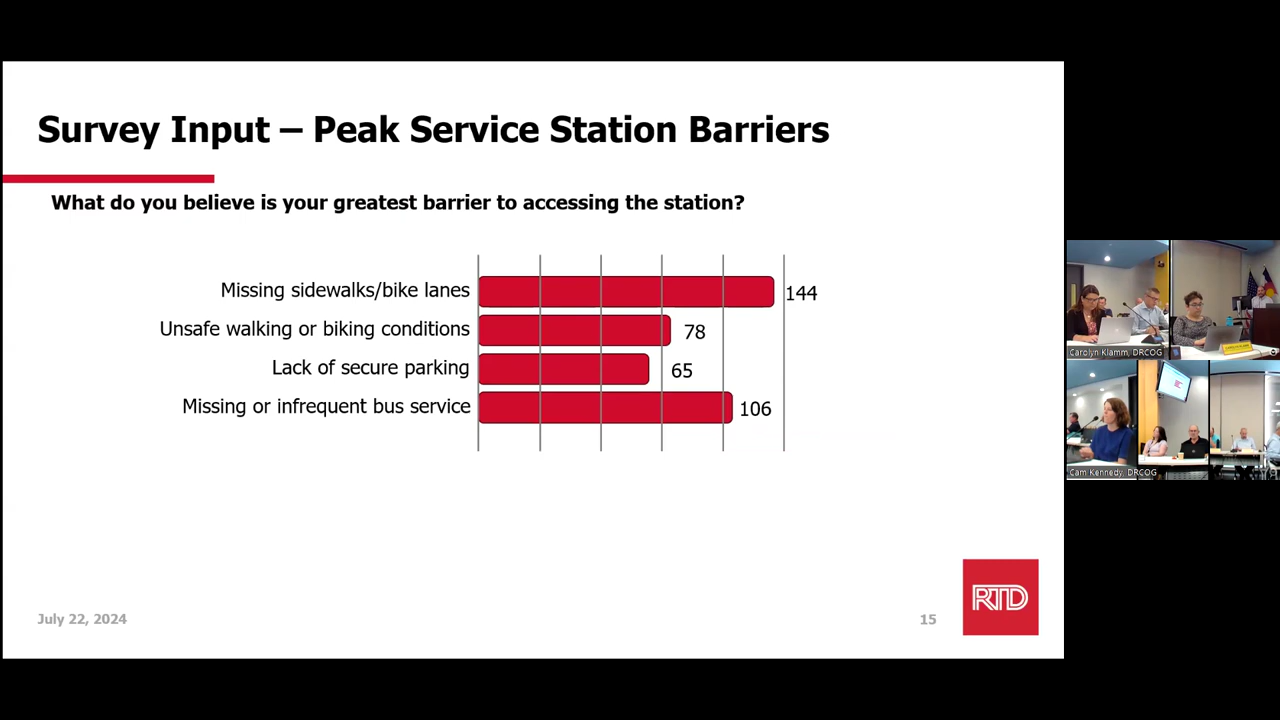 Survey Input – Peak Service Station Barriers
What do you believe is your greatest barrier to accessing the station?
Missing sidewalks/bike lanes 144
Unsafe walking or biking conditions 78
Lack of secure parking 65
Missing or infrequent bus service 106
July 22, 2024
15
RTD
Carolyn Klamm, DRCOG
Cam Kennedy, DRCOG